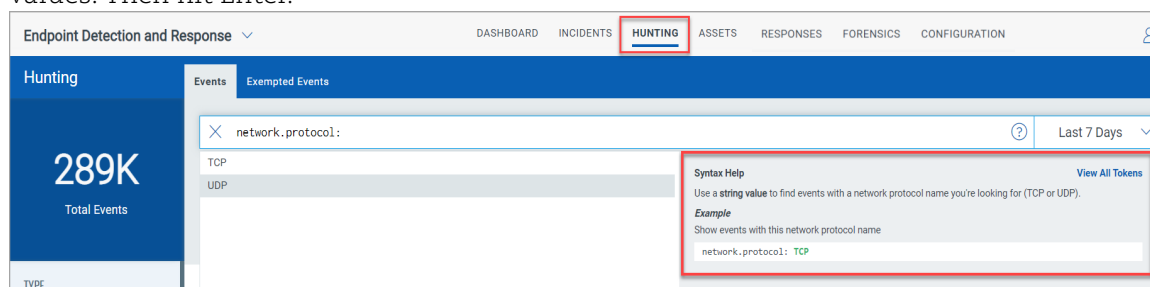 values. Then hit Enter.
Endpoint Detection and Response
DASHBOARD INCIDENTS HUNTING ASSETS RESPONSES FORENSICS CONFIGURATION
Hunting
Events Exempted Events
network.protocol:
Last 7 Days
TCP
UDP
289K
Total Events
Syntax Help
View All Tokens
Use a string value to find events with a network protocol name you're looking for (TCP or UDP).
Example
Show events with this network protocol name
network.protocol: TCP
TYPE